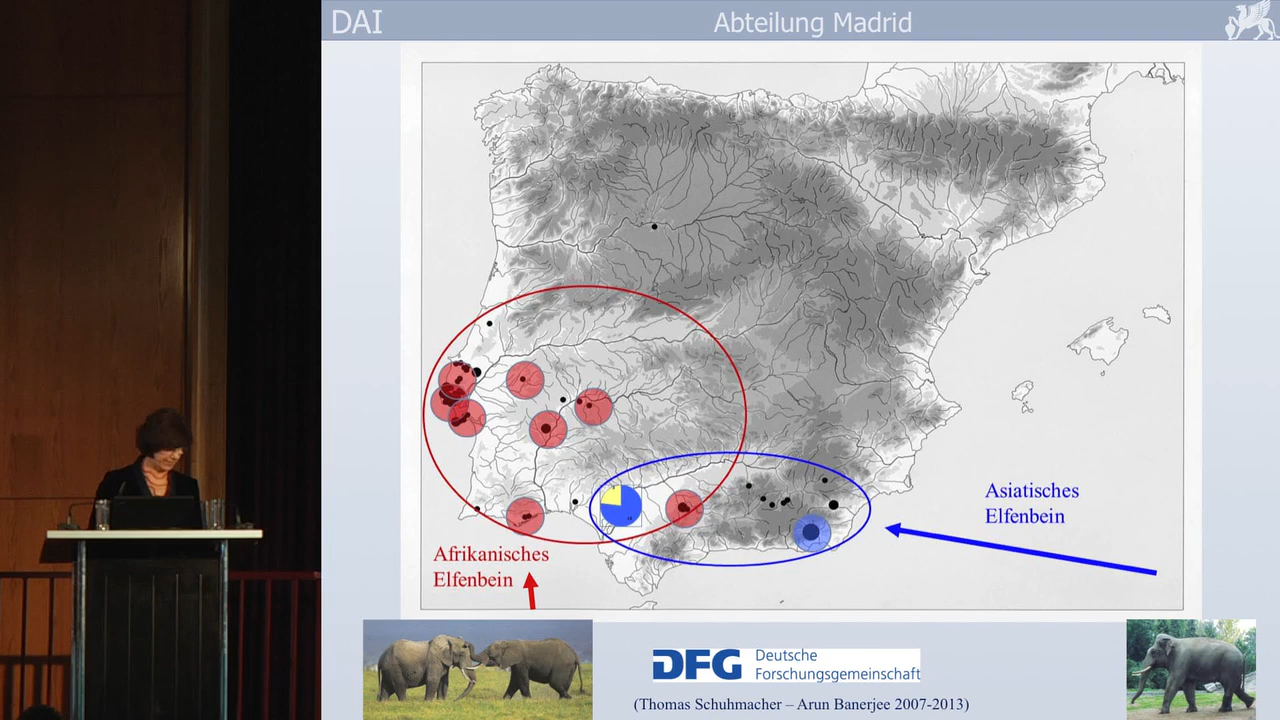 DAI
Abteilung Madrid
Asiatisches
Elfenbein
Afrikanisches
Elfenbein
DFG
Deutsche
Forschungsgemeinschaft
(Thomas Schuhmacher – Arun Banerjee 2007-2013)